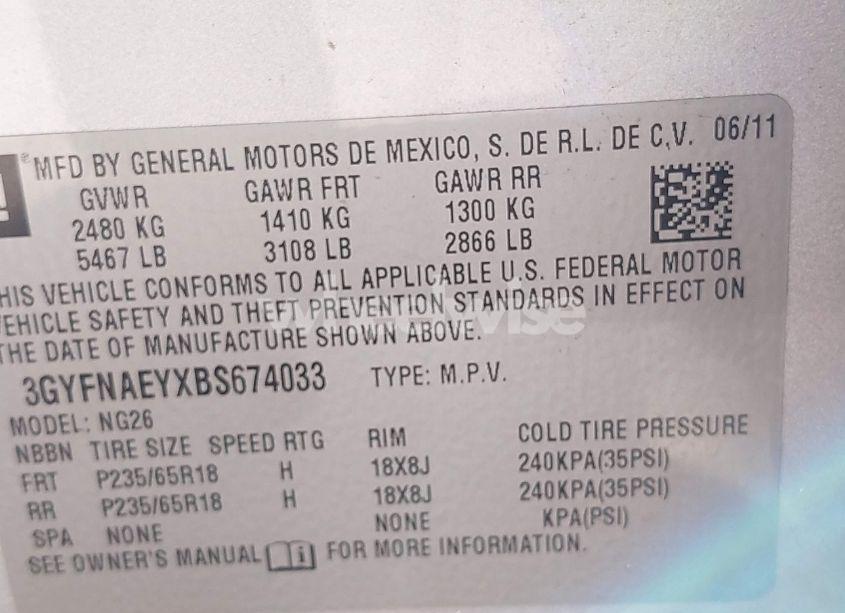 MFD BY GENERAL MOTORS DE MEXICO, S. DE R.L. DE C.V. 06/11
GVWR GAWR FRT GAWR RR
2480 KG 1410 KG 1300 KG
5467 LB 3108 LB 2866 LB
HIS VEHICLE CONFORMS TO ALL APPLICABLE U.S. FEDERAL MOTOR
VEHICLE SAFETY AND THEFT PREVENTION STANDARDS IN EFFECT ON
THE DATE OF MANUFACTURE SHOWN ABOVE.
3GYFNAEYXBS674033 TYPE: M.P.V.
MODEL: NG26
NBBN TIRE SIZE SPEED RTG RIM COLD TIRE PRESSURE
FRT P235/65R18 H 18X8J 240KPA(35PSI)
RR P235/65R18 H 18X8J 240KPA(35PSI)
SPA NONE NONE KPA(PSI)
SEE OWNER'S MANUAL FOR MORE INFORMATION.